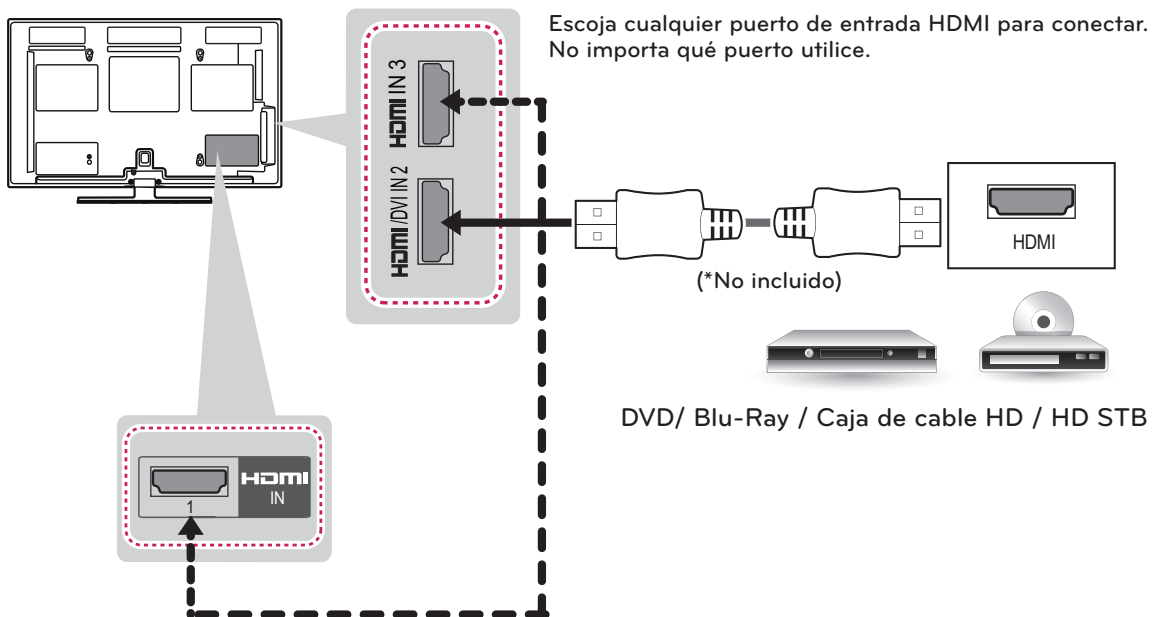 Escoja cualquier puerto de entrada HDMI para conectar.
No importa qué puerto utilice.
HDMI IN 3
HDMI /DVI IN 2
HDMI
(*No incluido)
DVD/ Blu-Ray / Caja de cable HD / HD STB
1
HDMI
IN